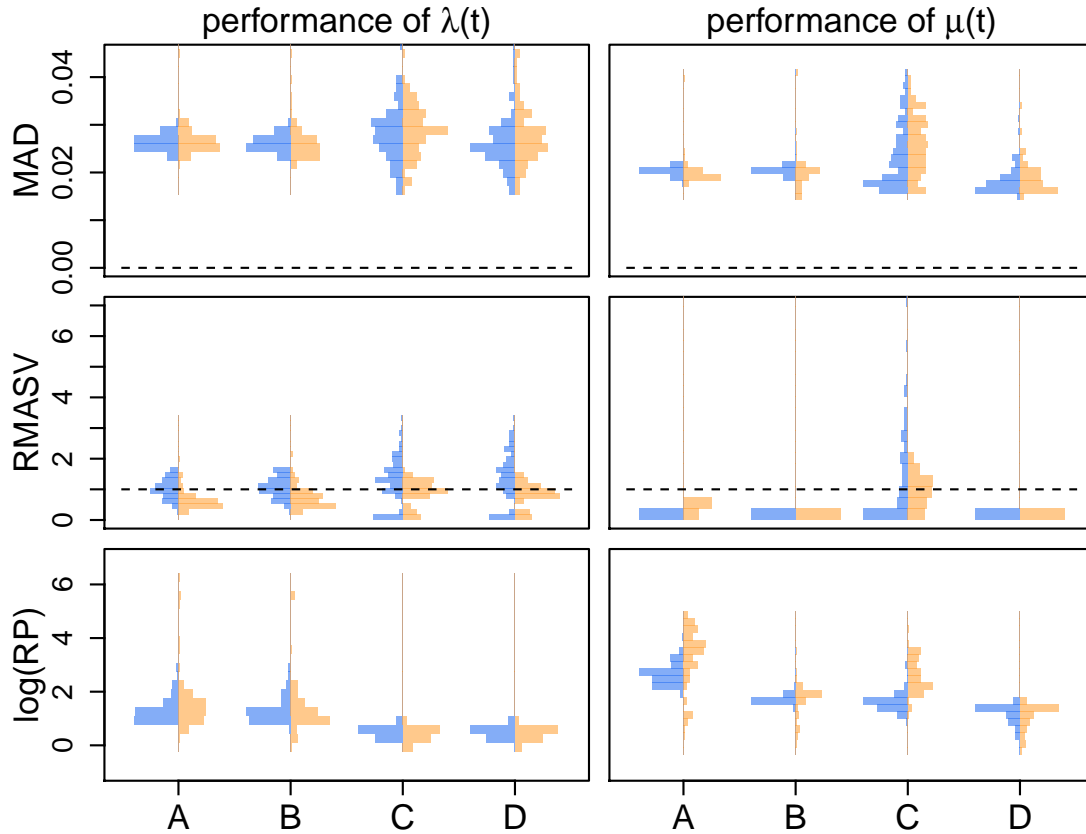 performance of λ(t) performance of μ(t)
MAD
0.00 0.02 0.04
RMASV
0 2 4 6
log(RP)
0 2 4 6
A B C D A B C D